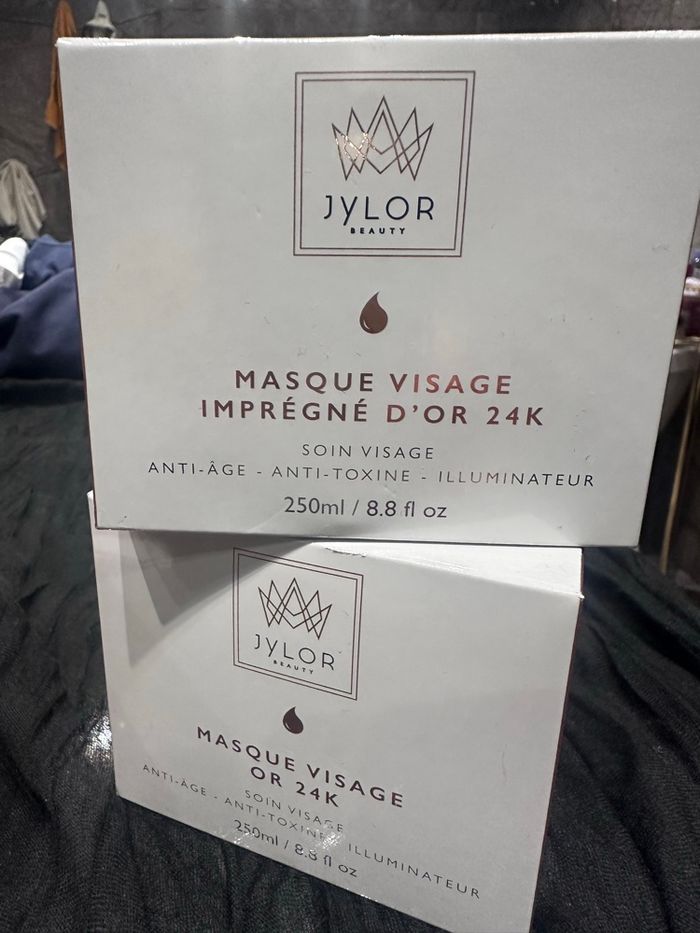 JYLOR
BEAUTY
MASQUE VISAGE
IMPRÉGNÉ D'OR 24K
SOIN VISAGE
ANTI-ÂGE - ANTI-TOXINE - ILLUMINATEUR
250ml / 8.8 fl oz
JYLOR
BEAUTY
MASQUE VISAGE
OR 24K
SOIN VISAGE
ANTI-ÂGE - ANTI-TOXINE - ILLUMINATEUR
250ml / 8.8 fl oz